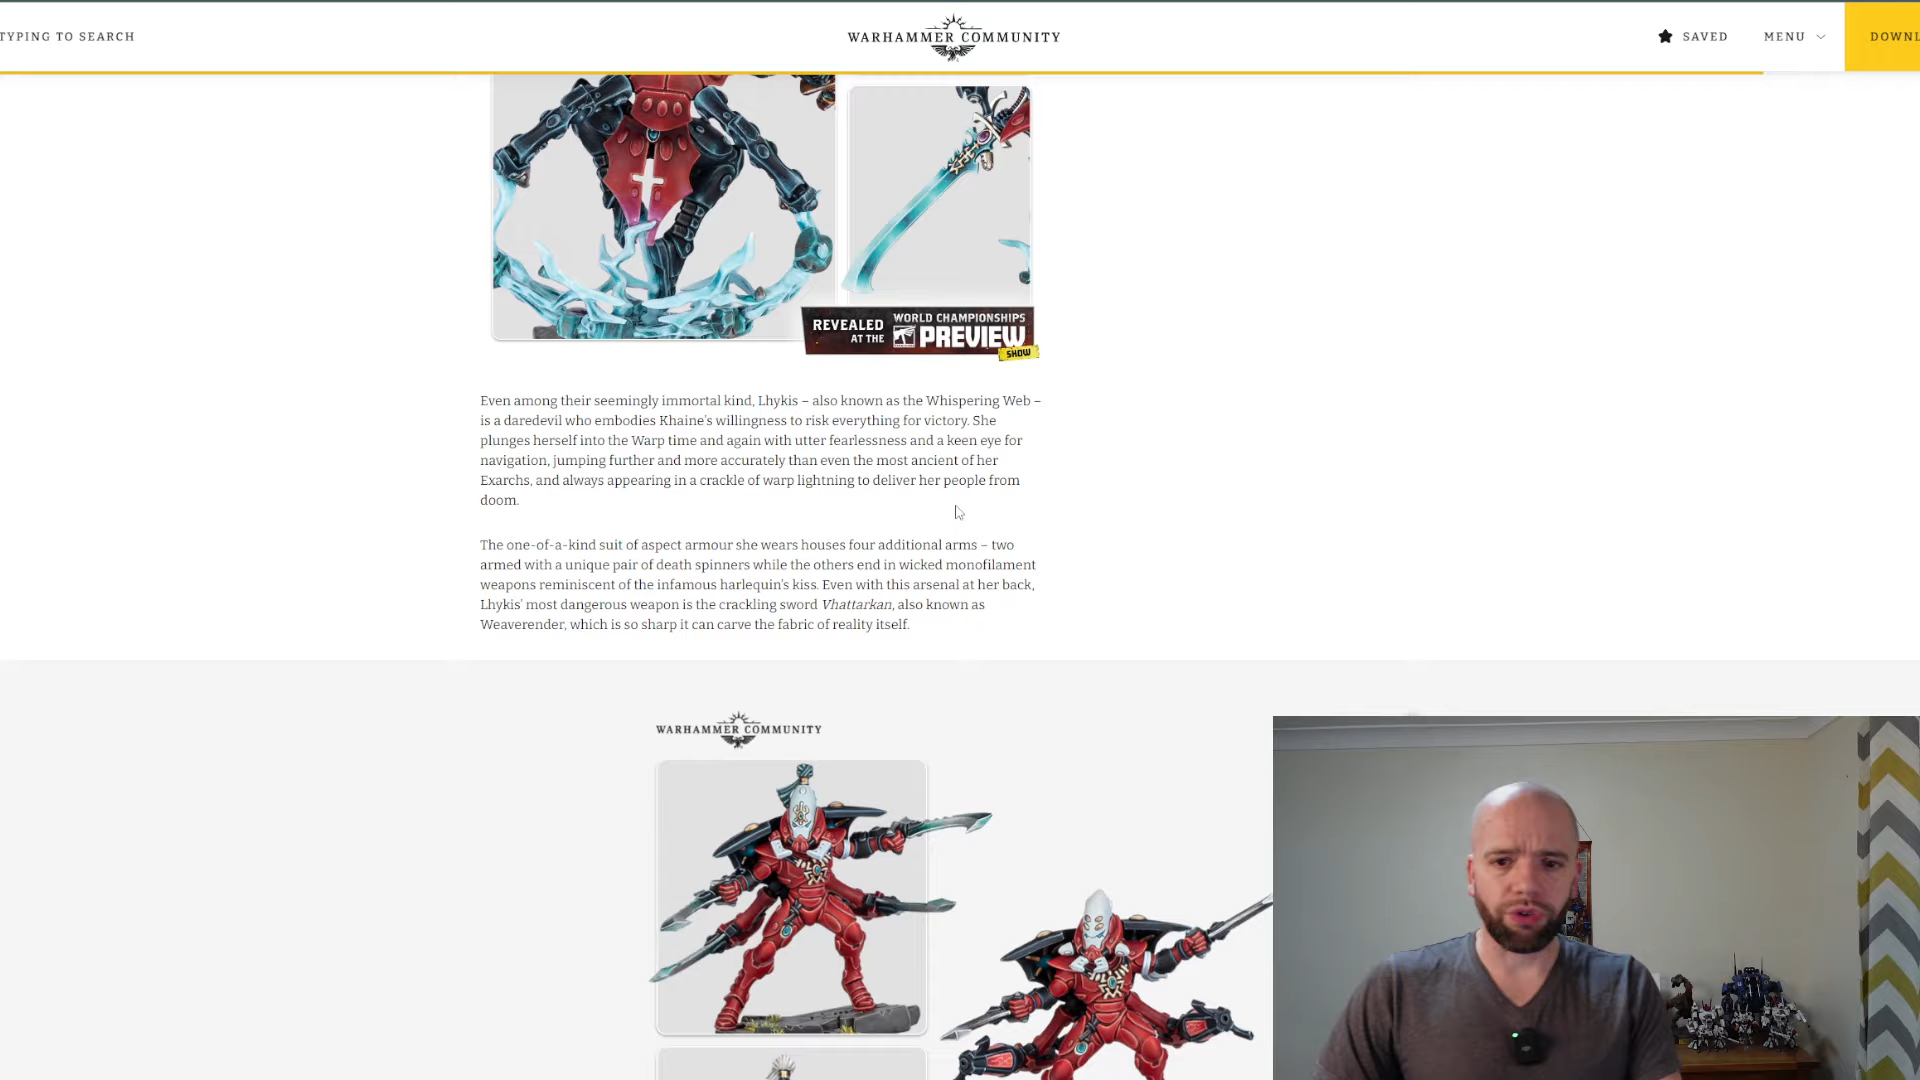 TYPING TO SEARCH
WARHAMMER COMMUNITY
SAVED
MENU
DOWNL
REVEALED
AT THE
WORLD CHAMPIONSHIPS
PREVIEW
SHOW
Even among their seemingly immortal kind, Lhykis – also known as the Whispering Web –
is a daredevil who embodies Khaine's willingness to risk everything for victory. She
plunges herself into the Warp time and again with utter fearlessness and a keen eye for
navigation, jumping further and more accurately than even the most ancient of her
Exarchs, and always appearing in a crackle of warp lightning to deliver her people from
doom.
The one-of-a-kind suit of aspect armour she wears houses four additional arms – two
armed with a unique pair of death spinners while the others end in wicked monofilament
weapons reminiscent of the infamous harlequin's kiss. Even with this arsenal at her back,
Lhykis' most dangerous weapon is the crackling sword Vhattarkan, also known as
Weaverender, which is so sharp it can carve the fabric of reality itself.
WARHAMMER COMMUNITY